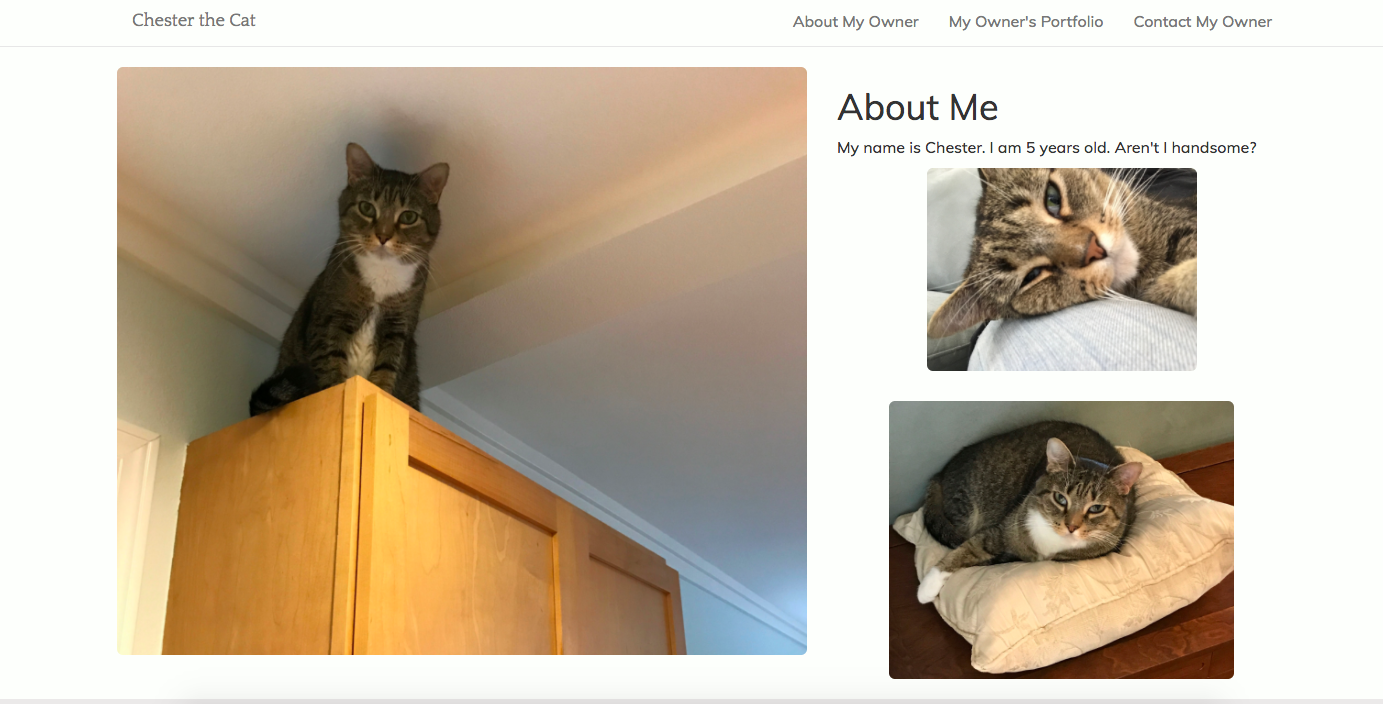 Chester the Cat
About My Owner
My Owner's Portfolio
Contact My Owner
About Me
My name is Chester. I am 5 years old. Aren't I handsome?